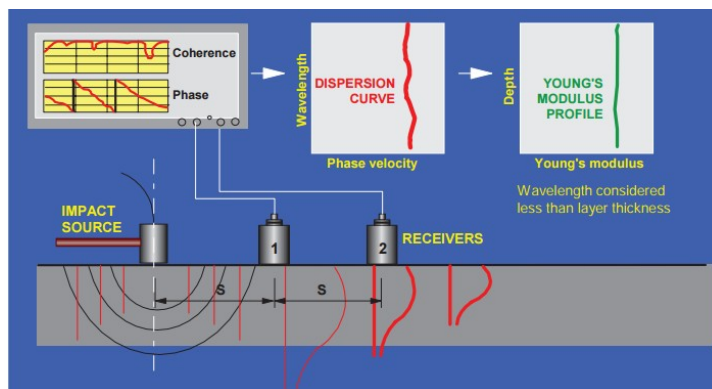 Coherence
Phase
Wavelength
DISPERSION
CURVE
Phase velocity
Depth
YOUNG'S
MODULUS
PROFILE
Young's modulus
Wavelength considered
less than layer thickness
IMPACT
SOURCE
1
2
RECEIVERS
S
S